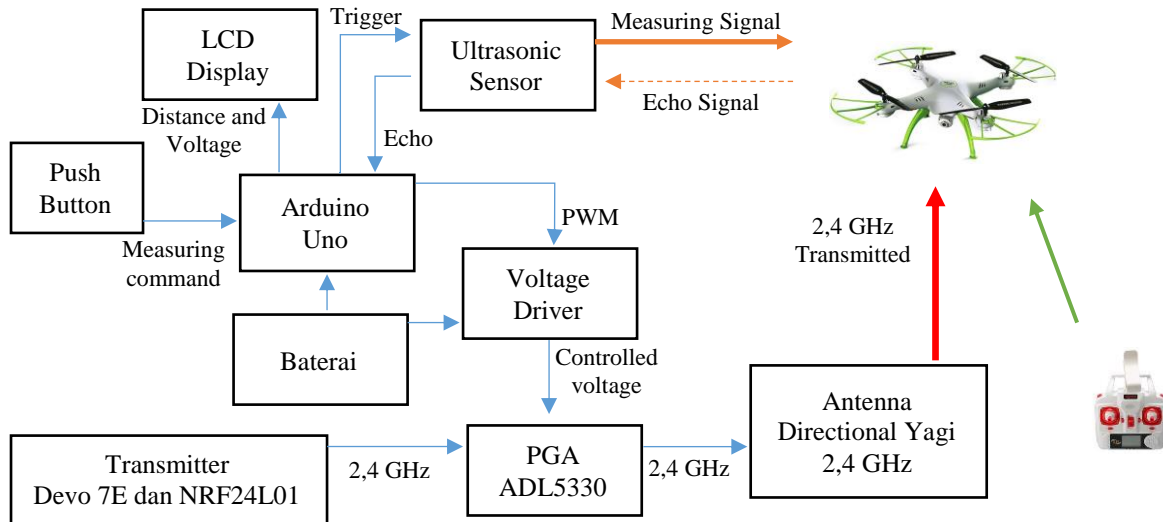 LCD
Display
Trigger
Ultrasonic
Sensor
Measuring Signal
Echo Signal
Distance and
Voltage
Echo
Push
Button
Measuring
command
Arduino
Uno
PWM
2,4 GHz
Transmitted
Voltage
Driver
Baterai
Controlled
voltage
Transmitter
Devo 7E dan NRF24L01
2,4 GHz
PGA
ADL5330
2,4 GHz
Antenna
Directional Yagi
2,4 GHz